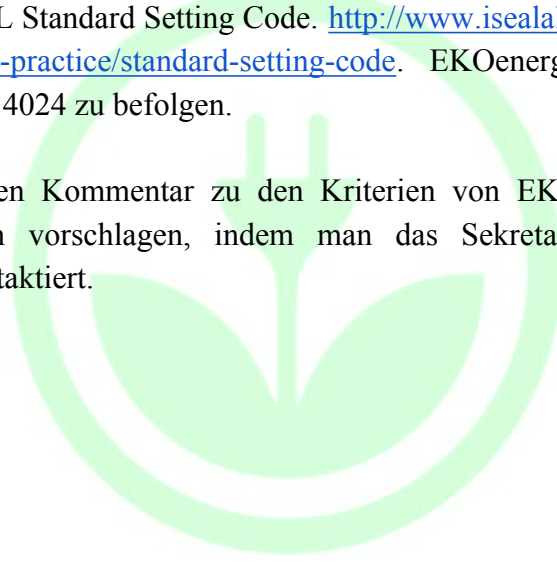 L Standard Setting Code. http://www.iseala
-practice/standard-setting-code. EKOenerg
4024 zu befolgen.
en Kommentar zu den Kriterien von EK
n vorschlagen, indem man das Sekreta
taktiert.